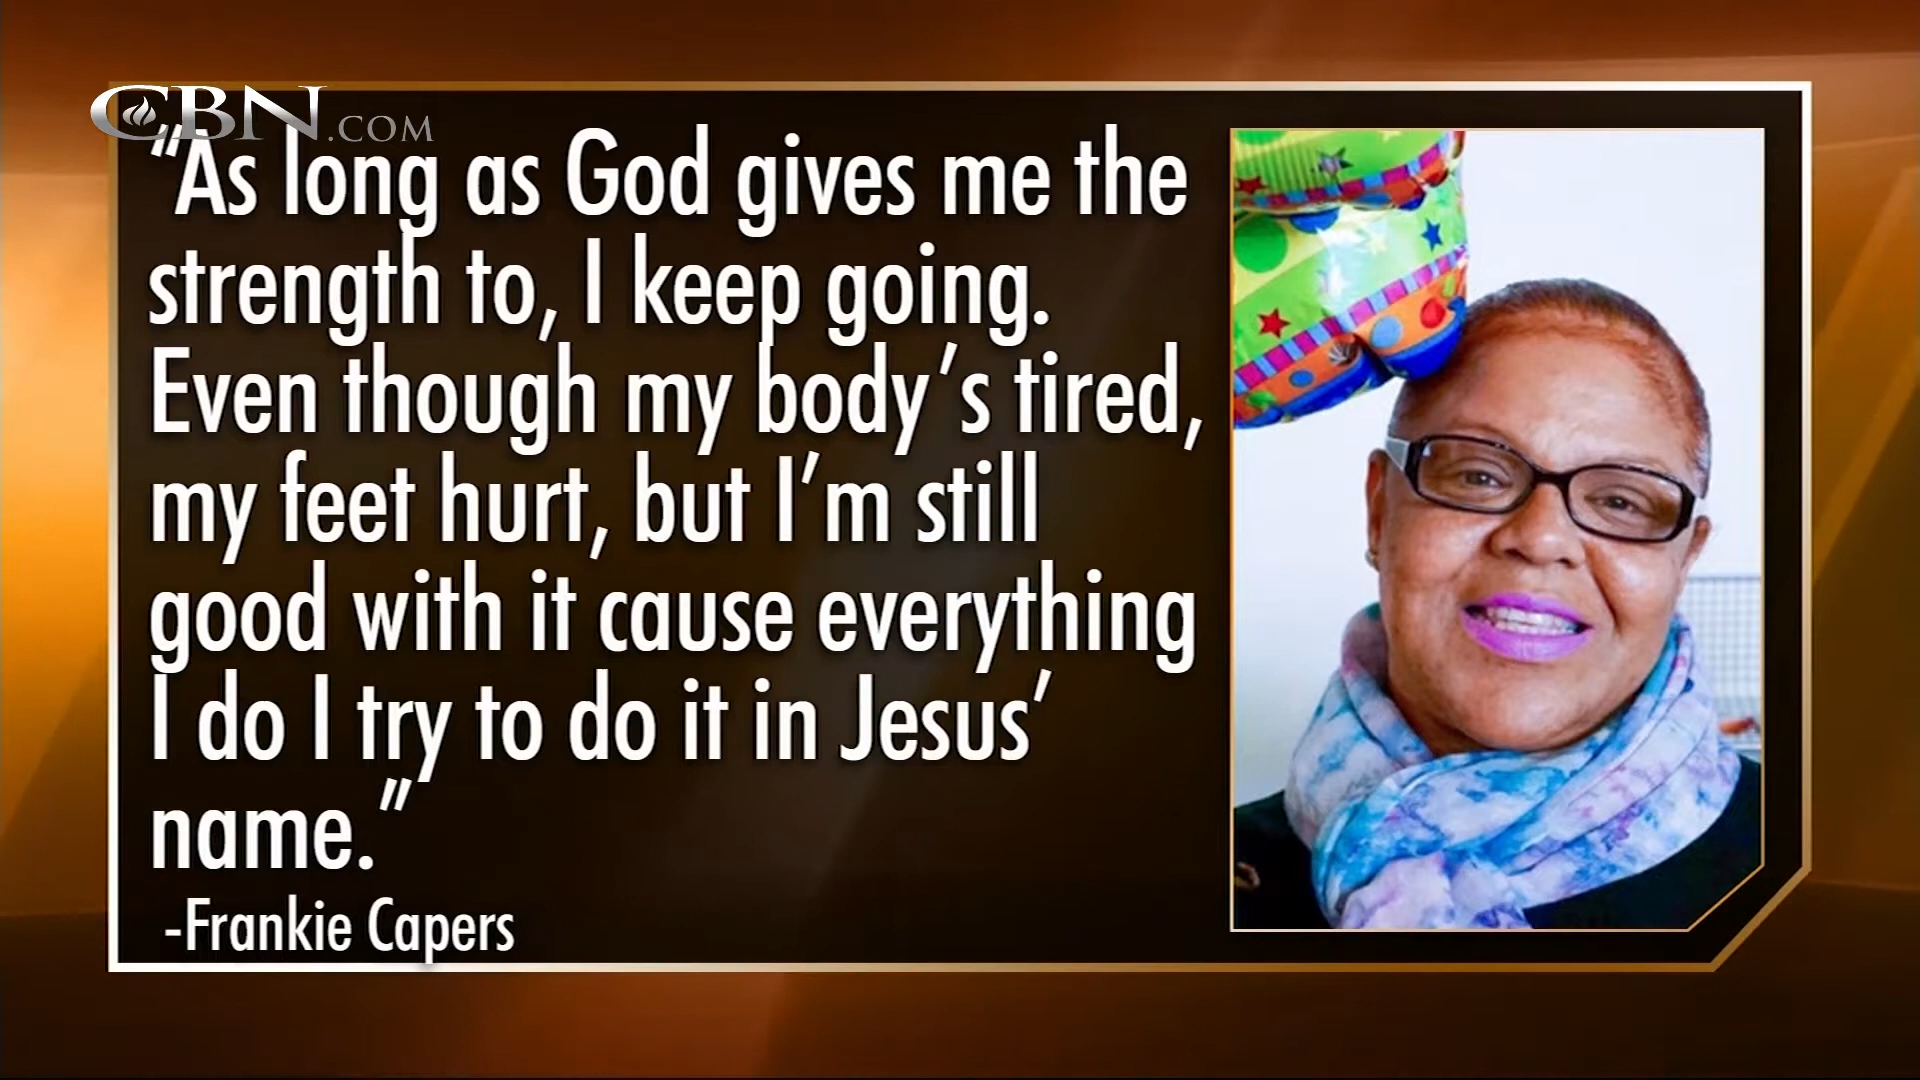 CBN.COM
“As long as God gives me the
strength to, I keep going.
Even though my body’s tired,
my feet hurt, but I’m still
good with it cause everything
I do I try to do it in Jesus’
name.”
-Frankie Capers